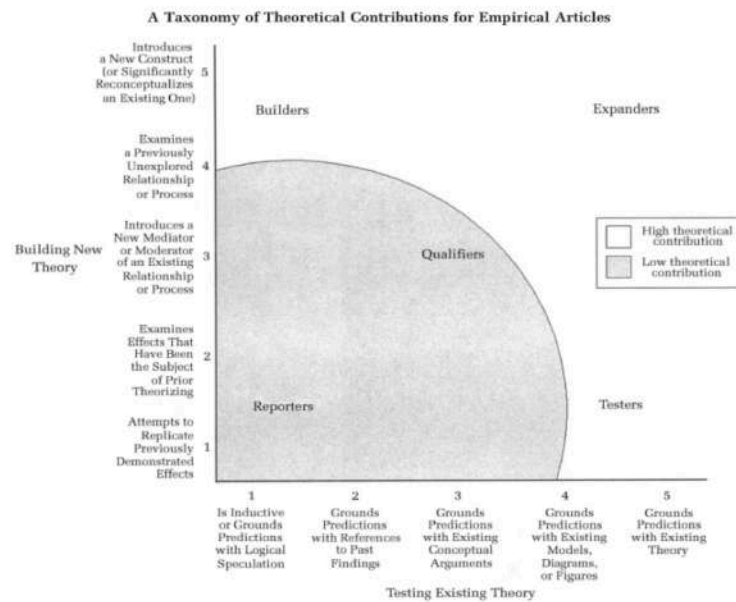 A Taxonomy of Theoretical Contributions for Empirical Articles
Introduces
a New Construct
(or Significantly
Reconceptualizes
an Existing One)
5
Builders
Expanders
Examines
a Previously
Unexplored
Relationship
or Process
4
Building New
Theory
Introduces a
New Mediator
or Moderator
of an Existing
Relationship
or Process
3
Qualifiers
High theoretical
contribution
Low theoretical
contribution
Examines
Effects That
Have Been
the Subject
of Prior
Theorizing
2
Reporters
Testers
Attempts to
Replicate
Previously
Demonstrated
Effects
1
1
Is Inductive
or Grounds
Predictions
with Logical
Speculation
2
Grounds
Predictions
with References
to Past
Findings
3
Grounds
Predictions
with Existing
Conceptual
Arguments
4
Grounds
Predictions
with Existing
Models,
Diagrams,
or Figures
5
Grounds
Predictions
with Existing
Theory
Testing Existing Theory